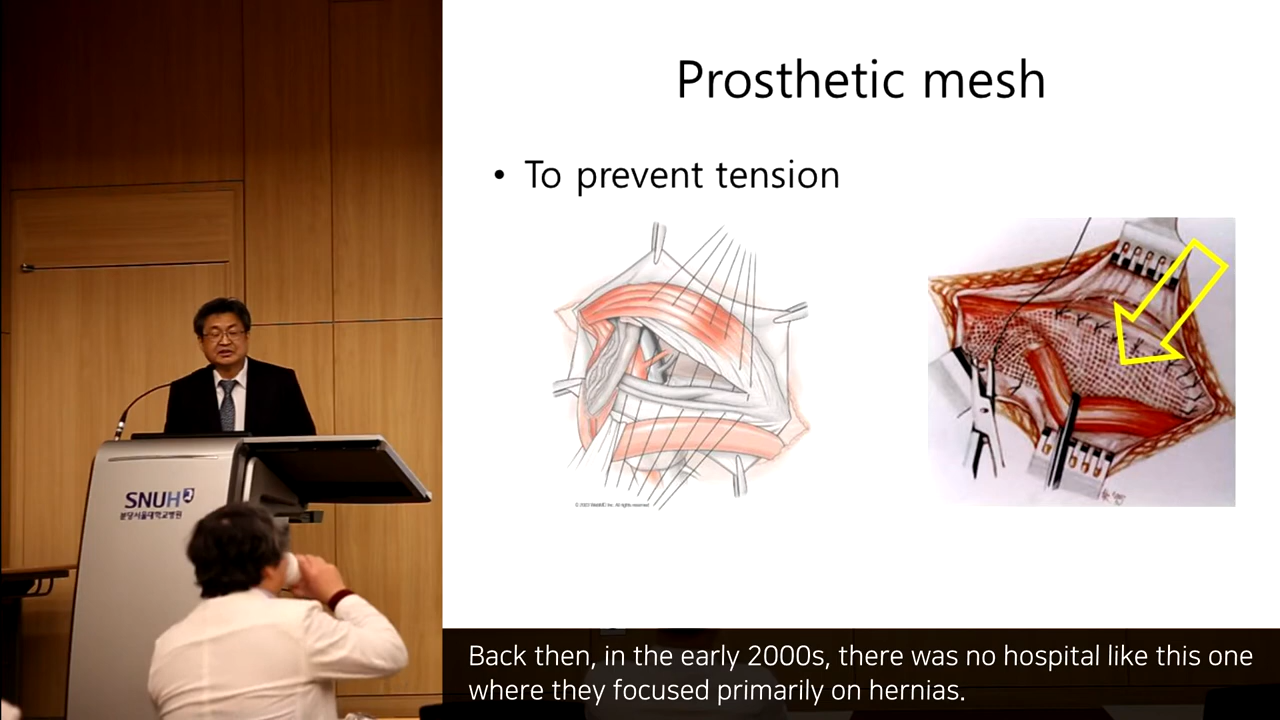 Prosthetic mesh
• To prevent tension
SNUH
분당서울대학교병원
Back then, in the early 2000s, there was no hospital like this one
where they focused primarily on hernias.